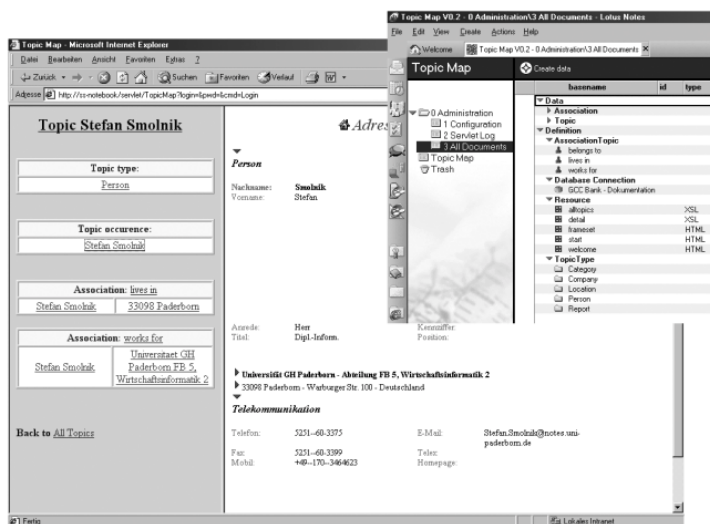 Topic Map V0.2 - 0 Administration\3 All Documents - Lotus Notes
File Edit View Create Actions Help
Welcome Topic Map V0.2 - 0 Administration\3 All Documents
Topic Map
Create data
0 Administration
1 Configuration
2 Servlet Log
3 All Documents
Topic Map
Trash
basename id type
Data
Association
Topic
Definition
AssociationTopic
belongs to
lives in
works for
Database Connection
GCC Bank - Dokumentation
Resource
alltopics XSL
detail XSL
frameset HTML
start HTML
welcome HTML
TopicType
Category
Company
Location
Person
Report
Topic Map - Microsoft Internet Explorer
Datei Bearbeiten Ansicht Favoriten Extras ?
Zurück Suchen Favoriten Verlauf
Adresse http://ss-notebook/servlet/TopicMap?login=&pwd=&cmd=Login
Topic Stefan Smolnik
Topic type:
Person
Topic occurence:
Stefan Smolnik
Association: lives in
Stefan Smolnik 33098 Paderborn
Association: works for
Stefan Smolnik Universitaet GH
Paderborn FB 5,
Wirtschaftsinformatik 2
Back to All Topics
Person
Nachname: Smolnik
Vorname: Stefan
Anrede: Herr Kennziffer:
Titel: Dipl.-Inform. Position:
Universität GH Paderborn - Abteilung FB 5, Wirtschaftsinformatik 2
33098 Paderborn - Warburger Str. 100 - Deutschland
Telekommunikation
Telefon: 5251--60-3375 E-Mail: Stefan.Smolnik@notes.uni-
paderborn.de
Fax: 5251--60-3399 Telex:
Mobil: +49--170--3464623 Homepage:
Fertig Lokales Intranet